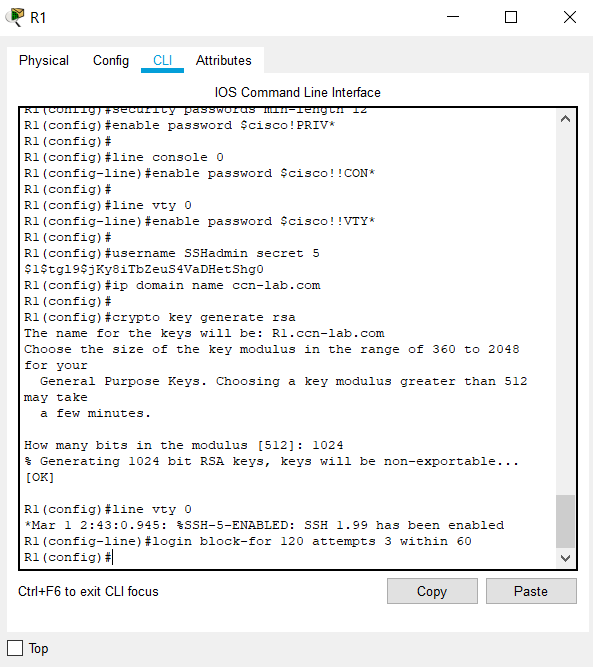 R1
Physical Config CLI Attributes
IOS Command Line Interface
R1(config)#security passwords min-length 12
R1(config)#enable password $cisco!PRIV*
R1(config)#
R1(config)#line console 0
R1(config-line)#enable password $cisco!!CON*
R1(config)#
R1(config)#line vty 0
R1(config-line)#enable password $cisco!!VTY*
R1(config)#
R1(config)#username SSHadmin secret 5
$1$tgl9$jKy8iTbZeuS4VaDHetShg0
R1(config)#ip domain name ccn-lab.com
R1(config)#
R1(config)#crypto key generate rsa
The name for the keys will be: R1.ccn-lab.com
Choose the size of the key modulus in the range of 360 to 2048
for your
General Purpose Keys. Choosing a key modulus greater than 512
may take
a few minutes.
How many bits in the modulus [512]: 1024
% Generating 1024 bit RSA keys, keys will be non-exportable...
[OK]
R1(config)#line vty 0
*Mar 1 2:43:0.945: %SSH-5-ENABLED: SSH 1.99 has been enabled
R1(config-line)#login block-for 120 attempts 3 within 60
R1(config)#
Ctrl+F6 to exit CLI focus
Copy Paste
Top